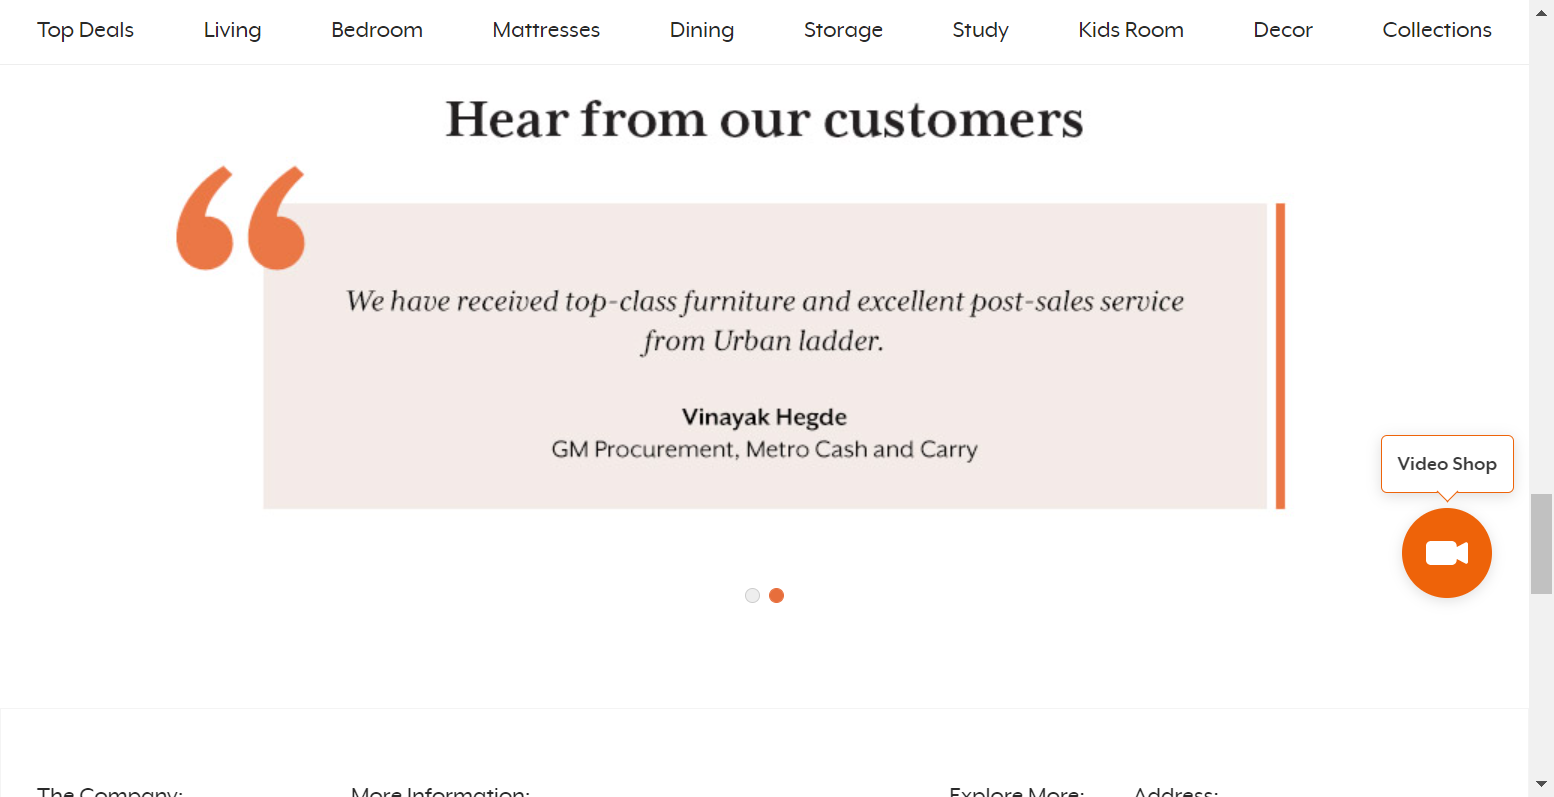 Top Deals Living Bedroom Mattresses Dining Storage Study Kids Room Decor Collections
Hear from our customers
We have received top-class furniture and excellent post-sales service
from Urban ladder.
Vinayak Hegde
GM Procurement, Metro Cash and Carry
Video Shop
The Company: More Information: Explore More: Address: